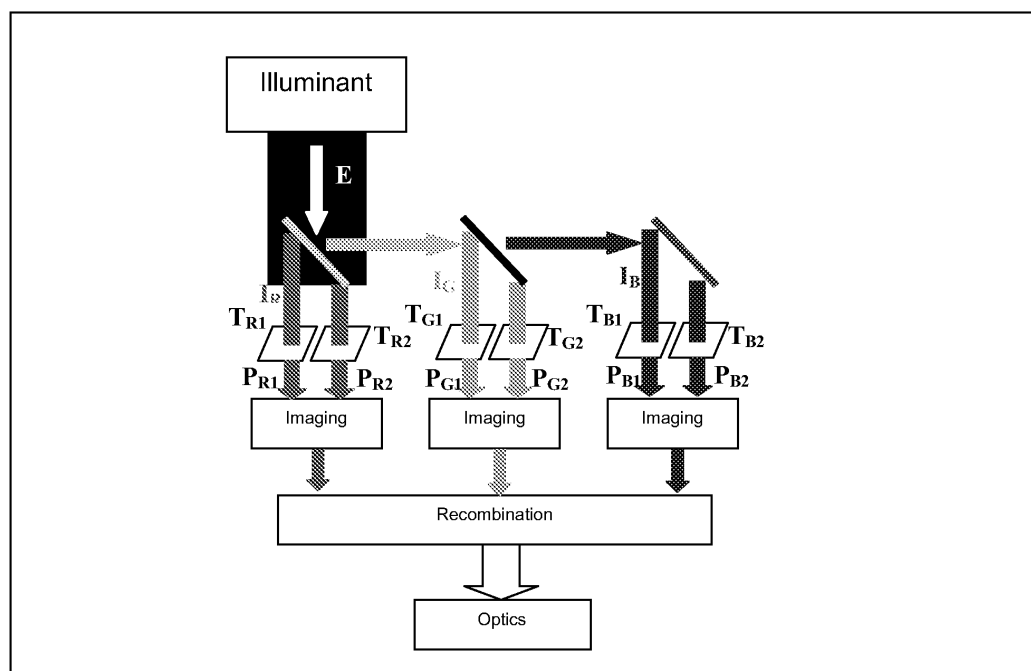 Illuminant
E
I_R I_G I_B
T_R1 T_R2 T_G1 T_G2 T_B1 T_B2
P_R1 P_R2 P_G1 P_G2 P_B1 P_B2
Imaging Imaging Imaging
Recombination
Optics